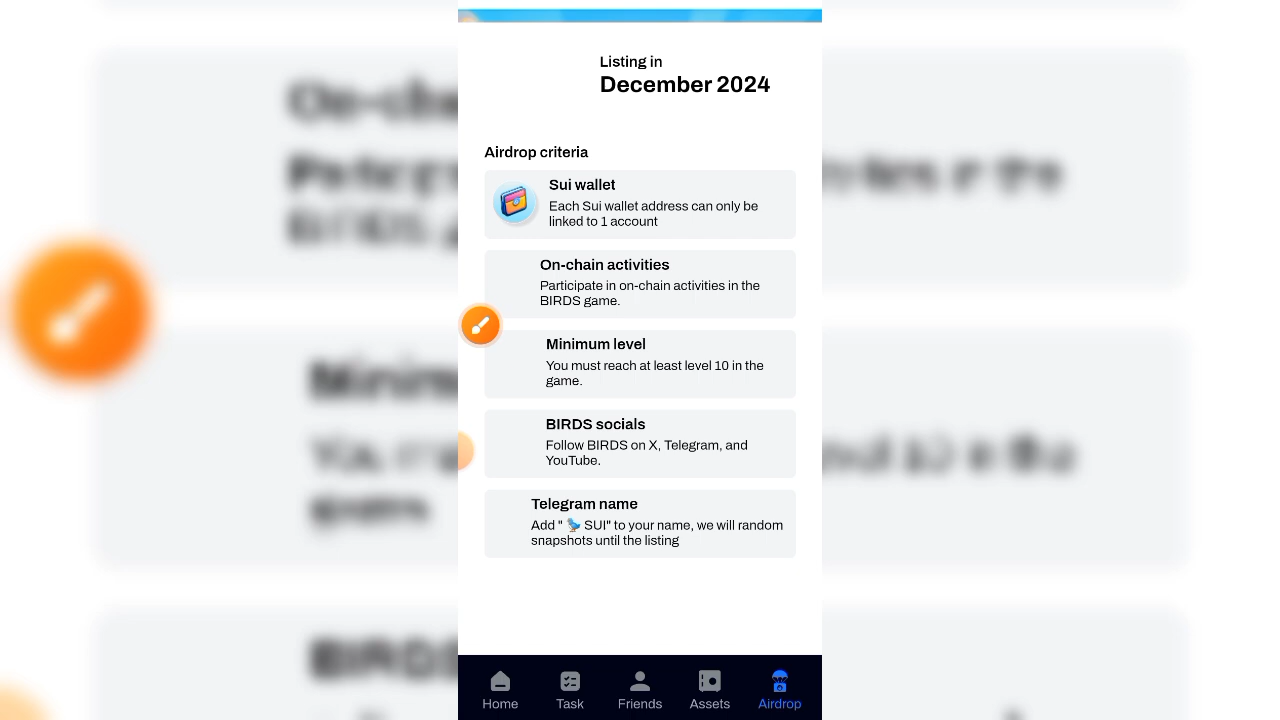 Listing in
December 2024
Airdrop criteria
Sui wallet
Each Sui wallet address can only be
linked to 1 account
On-chain activities
Participate in on-chain activities in the
BIRDS game.
Minimum level
You must reach at least level 10 in the
game.
BIRDS socials
Follow BIRDS on X, Telegram, and
YouTube.
Telegram name
Add " 🐦 SUI" to your name, we will random
snapshots until the listing
Home Task Friends Assets Airdrop